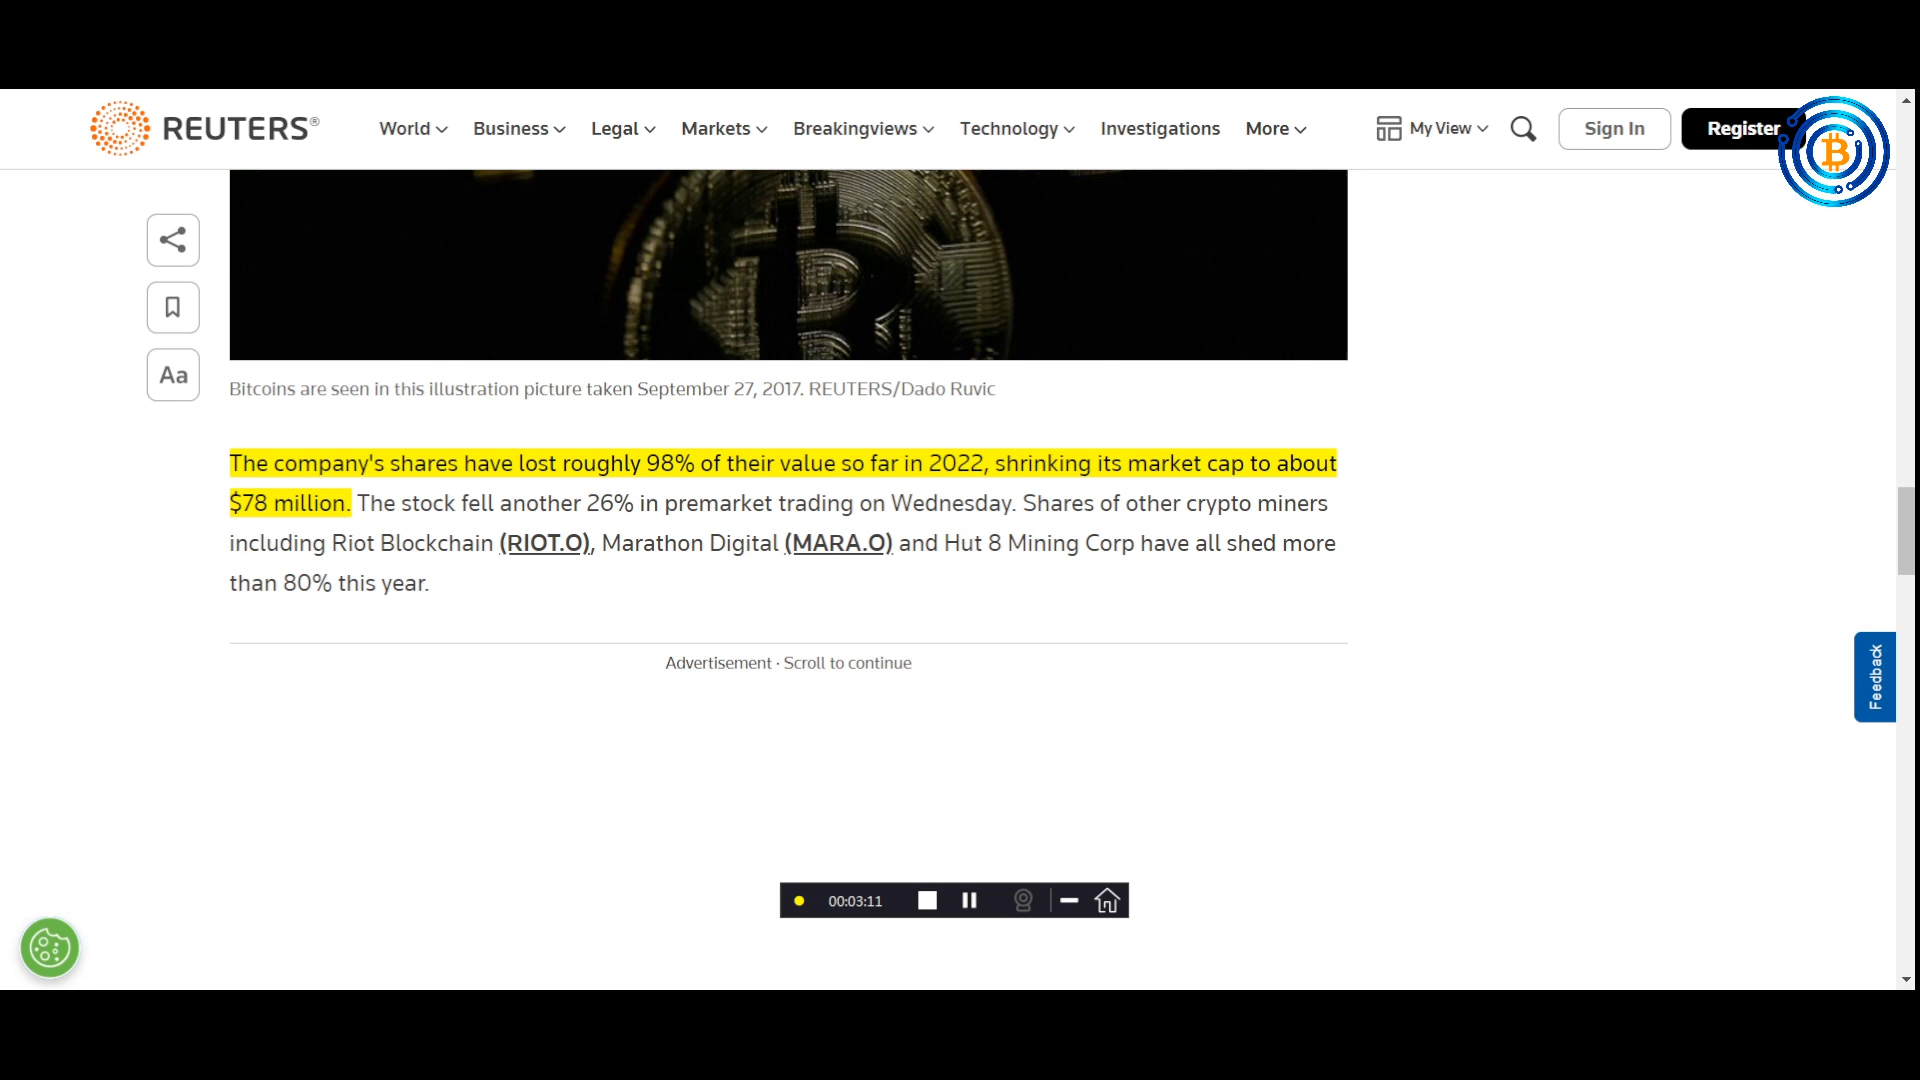 REUTERS®
World Business Legal Markets Breakingviews Technology Investigations More My View Sign In Register
Aa
Bitcoins are seen in this illustration picture taken September 27, 2017. REUTERS/Dado Ruvic
The company's shares have lost roughly 98% of their value so far in 2022, shrinking its market cap to about
$78 million. The stock fell another 26% in premarket trading on Wednesday. Shares of other crypto miners
including Riot Blockchain (RIOT.O), Marathon Digital (MARA.O) and Hut 8 Mining Corp have all shed more
than 80% this year.
Advertisement · Scroll to continue
Feedback
00:03:11